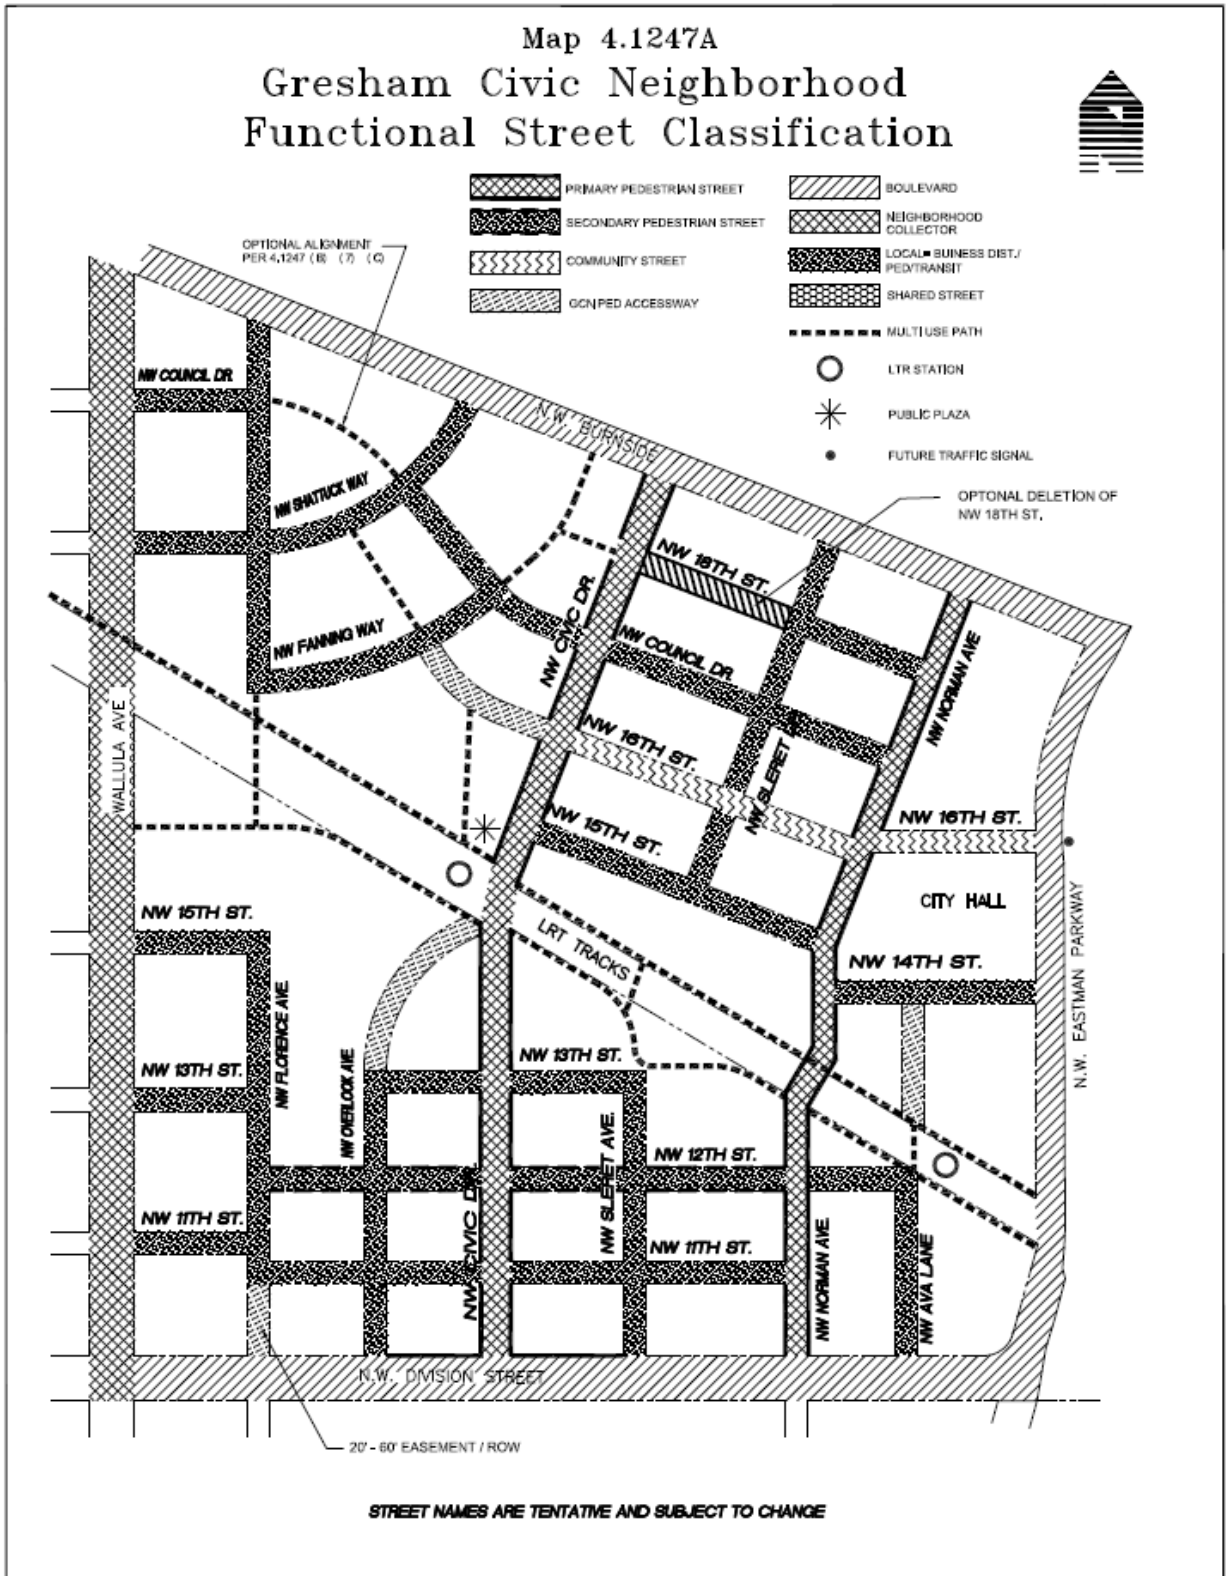 Map 4.1247A
Gresham Civic Neighborhood
Functional Street Classification
PRIMARY PEDESTRIAN STREET
SECONDARY PEDESTRIAN STREET
COMMUNITY STREET
GCN PED ACCESSWAY
BOULEVARD
NEIGHBORHOOD
COLLECTOR
LOCAL- BUINESS DIST./
PED/TRANSIT
SHARED STREET
MULTI USE PATH
LTR STATION
PUBLIC PLAZA
FUTURE TRAFFIC SIGNAL
OPTIONAL ALIGNMENT
PER 4.1247 ( B) (7) (C)
OPTONAL DELETION OF
NW 18TH ST.
NW COUNCIL DR.
N.W. BURNSIDE
NW SHATTUCK WAY
NW 18TH ST.
NW CIVIC DR.
NW FANNING WAY
NW COUNCIL DR.
NW NORMAN AVE
WALLULA AVE
NW 16TH ST.
NW SLERET
NW 15TH ST.
NW 16TH ST.
CITY HALL
NW 15TH ST.
LRT TRACKS
NW 14TH ST.
N.W. EASTMAN PARKWAY
NW FLORENCE AVE.
NW 13TH ST.
NW OVERLOCK AVE.
NW 13TH ST.
NW SLERET AVE.
NW 12TH ST.
NW 11TH ST.
NW CIVIC DR.
NW 11TH ST.
NW NORMAN AVE.
NW AVA LANE
N.W. DIVISION STREET
20' - 60' EASEMENT / ROW
STREET NAMES ARE TENTATIVE AND SUBJECT TO CHANGE